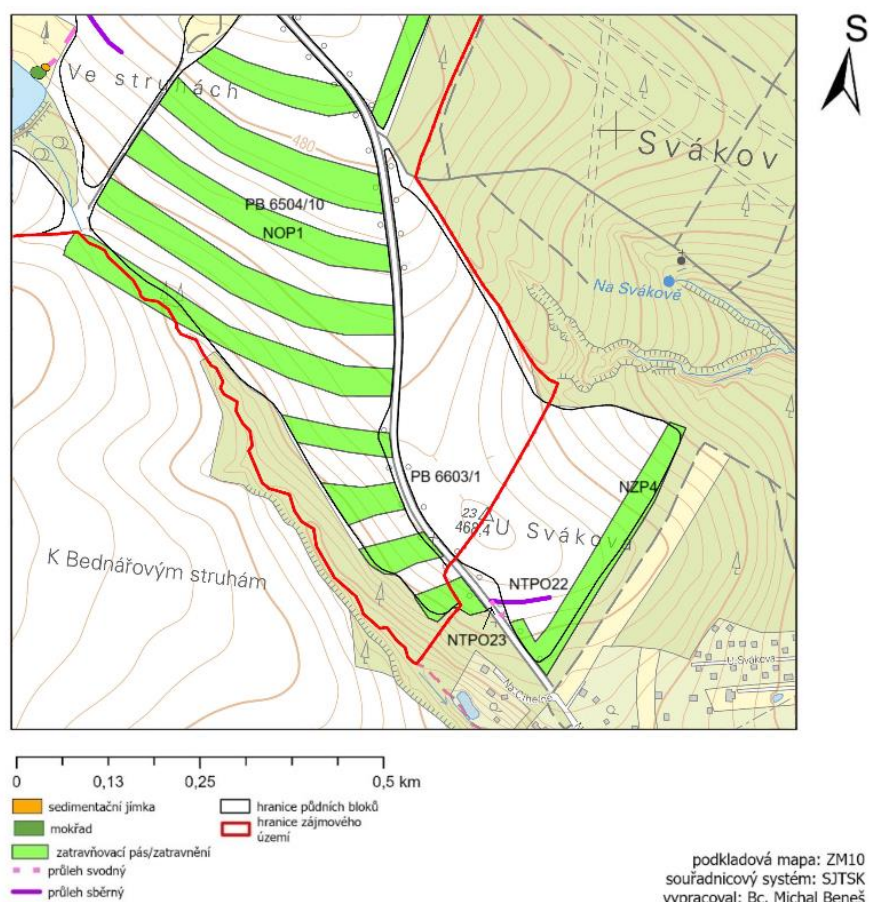 S
Ve struhách
480
Svákov
PB 6504/10
NOP1
Na Svákově
PB 6603/1
NZP4
23
468,4
U Svákova
K Bednářovým struhám
NTPO22
NTPO23
U Svákova
Na Cihelně
0 0,13 0,25 0,5 km
sedimentační jímka
hranice půdních bloků
mokřad
hranice zájmového
území
zatravňovací pás/zatravnění
průleh svodný
průleh sběrný
podkladová mapa: ZM10
souřadnicový systém: SJTSK
vypracoval: Bc. Michal Beneš